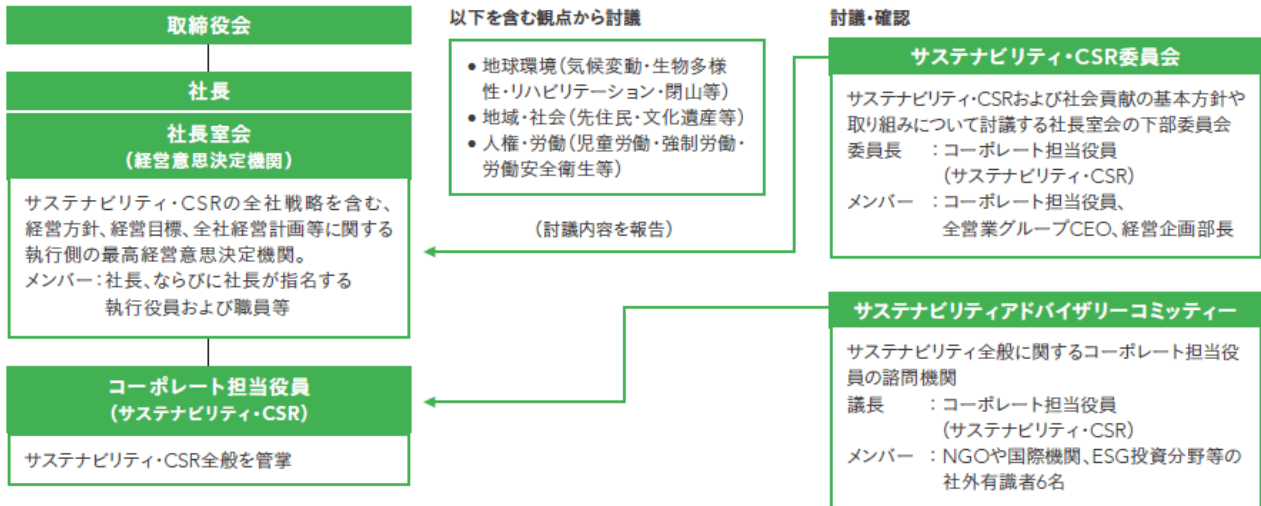 取締役会
社長
社長室会
(経営意思決定機関)
サステナビリティ・CSRの全社戦略を含む、
経営方針、経営目標、全社経営計画等に関する
執行側の最高経営意思決定機関。
メンバー：社長、ならびに社長が指名する
執行役員および職員等
コーポレート担当役員
(サステナビリティ・CSR)
サステナビリティ・CSR全般を管掌
以下を含む観点から討議
● 地球環境(気候変動・生物多様
性・リハビリテーション・閉山等)
● 地域・社会(先住民・文化遺産等)
● 人権・労働(児童労働・強制労働・
労働安全衛生等)
(討議内容を報告)
討議・確認
サステナビリティ・CSR委員会
サステナビリティ・CSRおよび社会貢献の基本方針や
取り組みについて討議する社長室会の下部委員会
委員長　：コーポレート担当役員
(サステナビリティ・CSR)
メンバー　：コーポレート担当役員、
全営業グループCEO、経営企画部長
サステナビリティアドバイザリーコミッティー
サステナビリティ全般に関するコーポレート担当役
員の諮問機関
議長　：コーポレート担当役員
(サステナビリティ・CSR)
メンバー　：NGOや国際機関、ESG投資分野等の
社外有識者6名